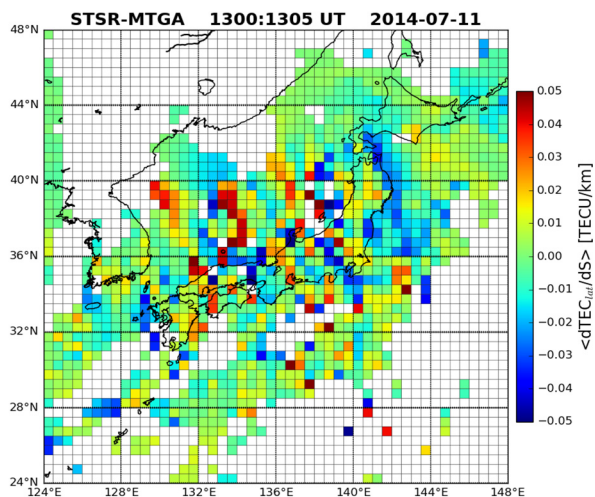 STSR-MTGA 1300:1305 UT 2014-07-11
48°N
44°N
40°N
36°N
32°N
28°N
24°N
124°E 128°E 132°E 136°E 140°E 144°E 148°E
0.05
0.04
0.03
0.02
0.01
0.00
−0.01
−0.02
−0.03
−0.04
−0.05
<dTEC_lat/dS> [TECU/km]